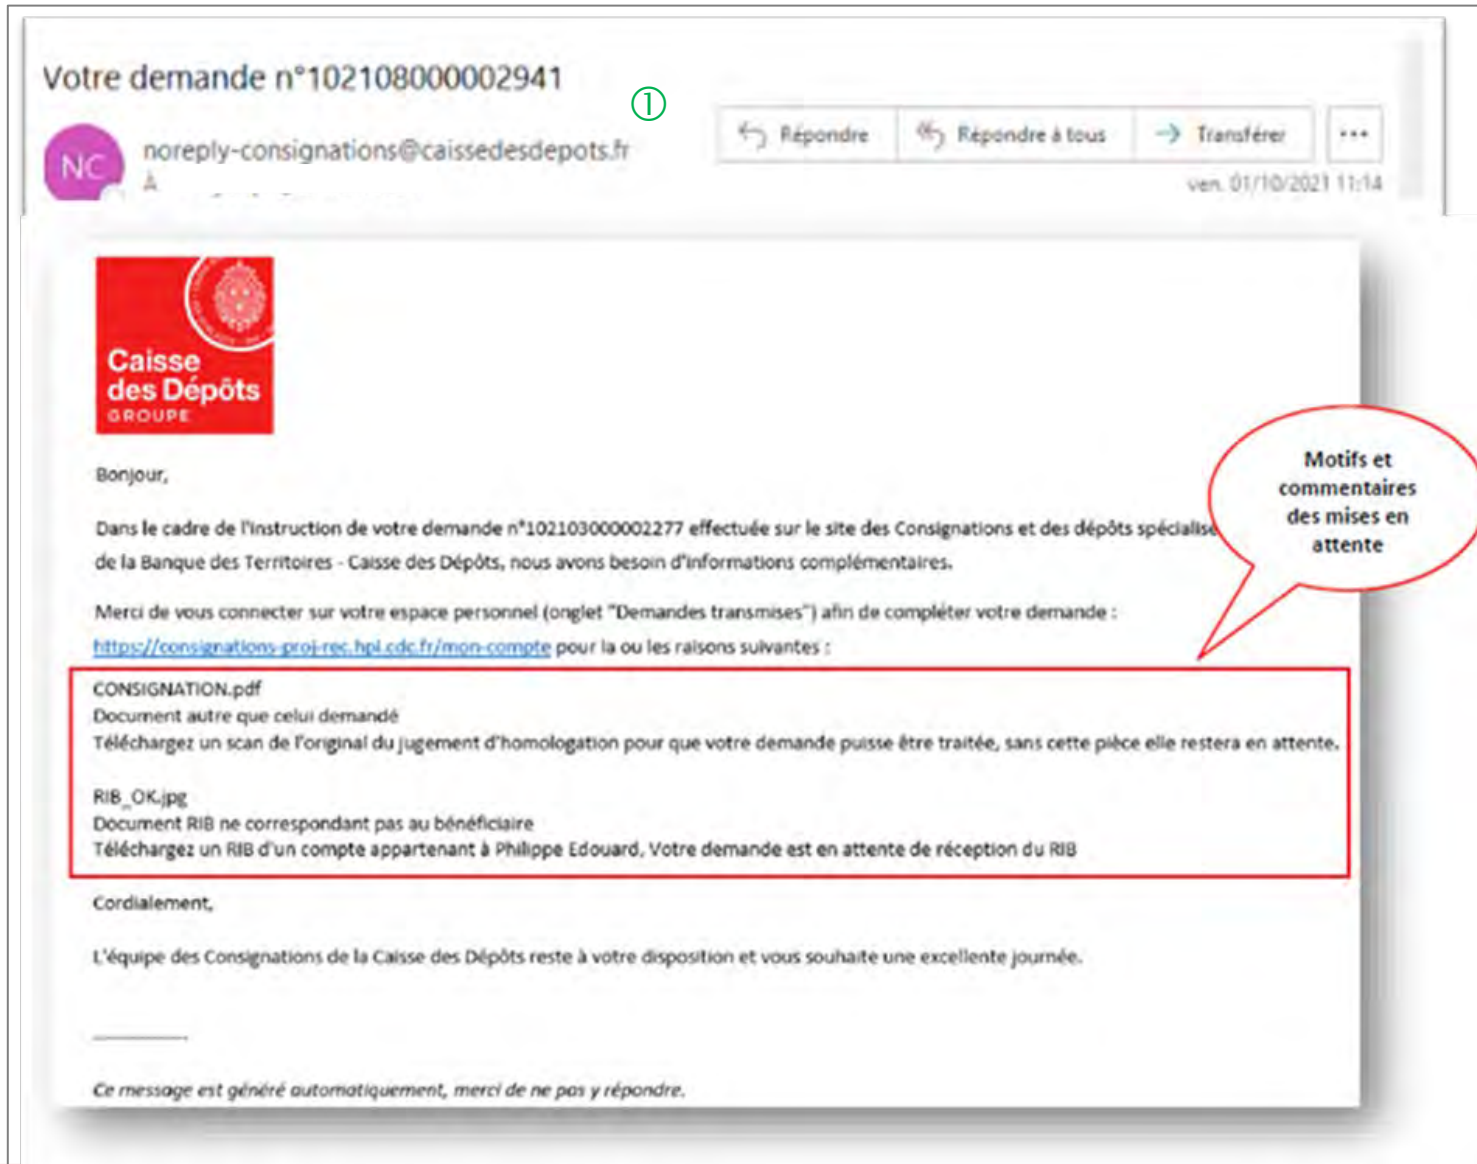 Votre demande n°102108000002941
①
NC
noreply-consignations@caissedesdepots.fr
À
Répondre
Répondre à tous
Transférer
ven. 01/10/2021 11:14
Caisse
des Dépôts
GROUPE
Bonjour,
Dans le cadre de l'instruction de votre demande n°102103000002277 effectuée sur le site des Consignations et des dépôts spécialisé
de la Banque des Territoires - Caisse des Dépôts, nous avons besoin d'informations complémentaires.
Merci de vous connecter sur votre espace personnel (onglet "Demandes transmises") afin de compléter votre demande :
https://consignations-proj-rec.hpl.cdc.fr/mon-compte pour la ou les raisons suivantes :
Motifs et
commentaires
des mises en
attente
CONSIGNATION.pdf
Document autre que celui demandé
Téléchargez un scan de l'original du jugement d'homologation pour que votre demande puisse être traitée, sans cette pièce elle restera en attente.
RIB_OK.jpg
Document RIB ne correspondant pas au bénéficiaire
Téléchargez un RIB d'un compte appartenant à Philippe Edouard, Votre demande est en attente de réception du RIB
Cordialement,
L'équipe des Consignations de la Caisse des Dépôts reste à votre disposition et vous souhaite une excellente journée.
Ce message est généré automatiquement, merci de ne pas y répondre.